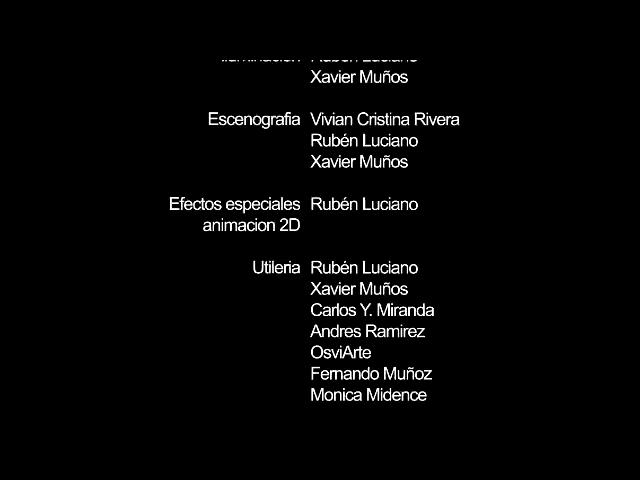 Xavier Muños
Escenografia Vivian Cristina Rivera
Rubén Luciano
Xavier Muños
Efectos especiales Rubén Luciano
animacion 2D
Utileria Rubén Luciano
Xavier Muños
Carlos Y. Miranda
Andres Ramirez
OsviArte
Fernando Muñoz
Monica Midence